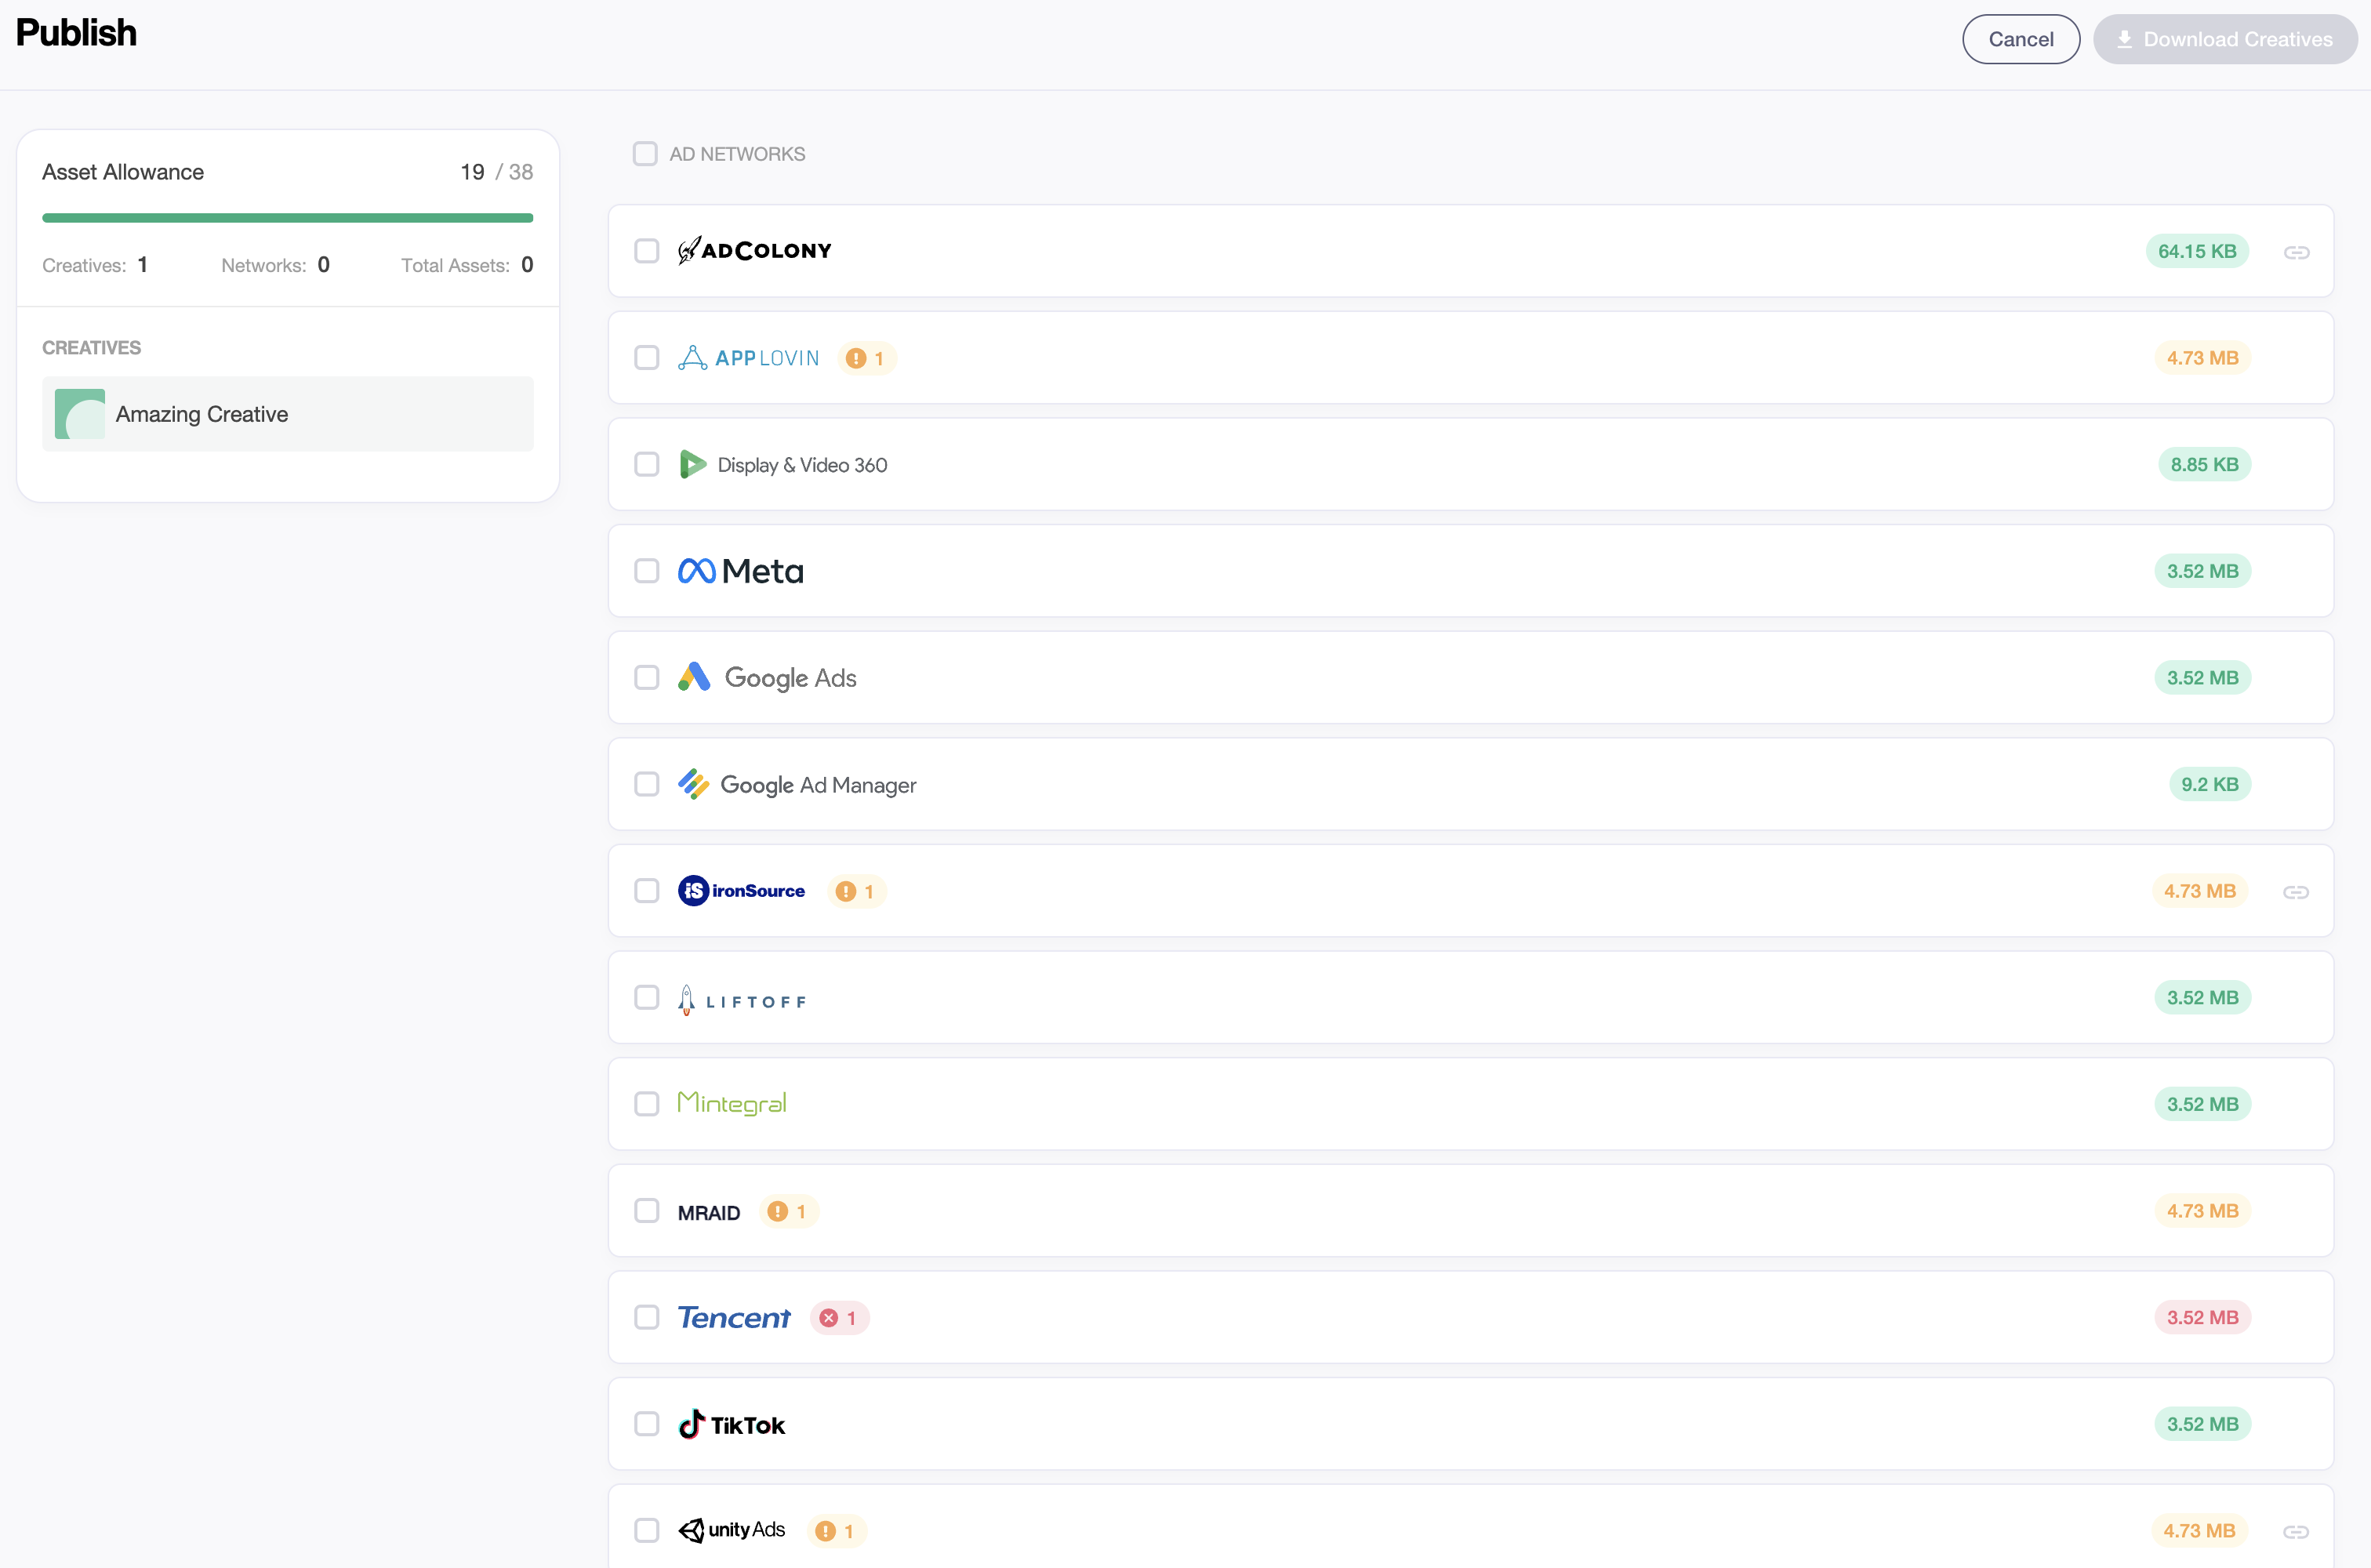 Publish
Cancel
Download Creatives
Asset Allowance 19 / 38
Creatives: 1 Networks: 0 Total Assets: 0
CREATIVES
Amazing Creative
AD NETWORKS
ADCOLONY 64.15 KB
APPLOVIN 1 4.73 MB
Display & Video 360 8.85 KB
Meta 3.52 MB
Google Ads 3.52 MB
Google Ad Manager 9.2 KB
iS ironSource 1 4.73 MB
LIFTOFF 3.52 MB
Mintegral 3.52 MB
MRAID 1 4.73 MB
Tencent 1 3.52 MB
TikTok 3.52 MB
unity Ads 1 4.73 MB